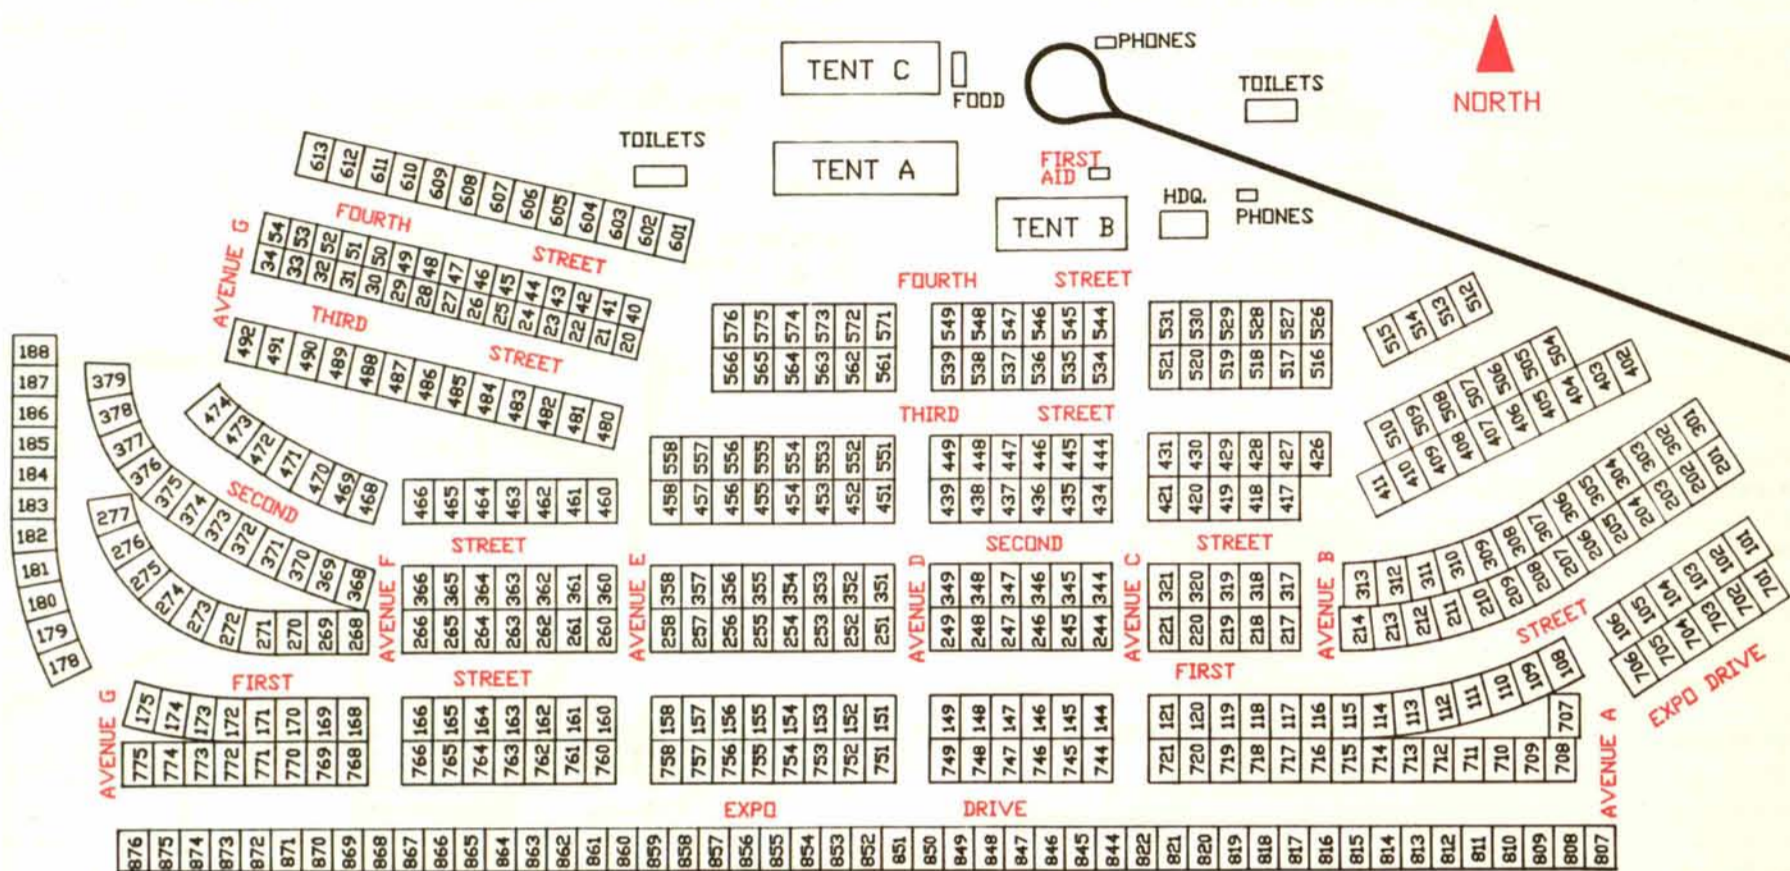 PHONES
TENT C
FOOD
TOILETS
NORTH
TOILETS
TENT A
FIRST
AID
HDQ.
PHONES
TENT B
613 612 611 610 609 608 607 606 605 604 603 602 601
FOURTH STREET
AVENUE G
54 53 52 51 50 49 48 47 46 45 44 43 42 41 40
34 33 32 31 30 29 28 27 26 25 24 23 22 21 20
THIRD STREET
492 491 490 489 488 487 486 485 484 483 482 481 480
FOURTH STREET
576 575 574 573 572 571 549 548 547 546 545 544 531 530 529 528 527 526
566 565 564 563 562 561 539 538 537 536 535 534 521 520 519 518 517 516
515 514 513 512
THIRD STREET
510 509 508 507 506 505 504
411 410 409 408 407 406 405 404 403 402
188
187
186
185
184
183
182
181
180
179
178
379 378 377 376 375 374 373 372 371 370 369 368
474 473 472 471 470 469 468
466 465 464 463 462 461 460
558 557 556 555 554 553 552 551 449 448 447 446 445 444 431 430 429 428 427 426
458 457 456 455 454 453 452 451 439 438 437 436 435 434 421 420 419 418 417
SECOND STREET SECOND STREET
277 276 275 274 273 272 271 270 269 268
AVENUE F
366 365 364 363 362 361 360
266 265 264 263 262 261 260
AVENUE E
358 357 356 355 354 353 352 351
258 257 256 255 254 253 252 251
AVENUE D
349 348 347 346 345 344
249 248 247 246 245 244
AVENUE C
321 320 319 318 317
221 220 219 218 217
AVENUE B
313 312 311 310 309 308 307 306 305 304 303 302 301
214 213 212 211 210 209 208 207 206 205 204 203 202 201
STREET
106 105 104 103 102 101
706 705 704 703 702 701
EXPO DRIVE
FIRST STREET FIRST
AVENUE G
175 174 173 172 171 170 169 168 166 165 164 163 162 161 160 158 157 156 155 154 153 152 151 149 148 147 146 145 144 121 120 119 118 117 116 115 114 113 112 111 110 109 108
707
775 774 773 772 771 770 769 768 766 765 764 763 762 761 760 758 757 756 755 754 753 752 751 749 748 747 746 745 744 721 720 719 718 717 716 715 714 713 712 711 710 709 708
AVENUE A
EXPO DRIVE
876 875 874 873 872 871 870 869 868 867 866 865 864 863 862 861 860 859 858 857 856 855 854 853 852 851 850 849 848 847 846 845 844 822 821 820 819 818 817 816 815 814 813 812 811 810 809 808 807